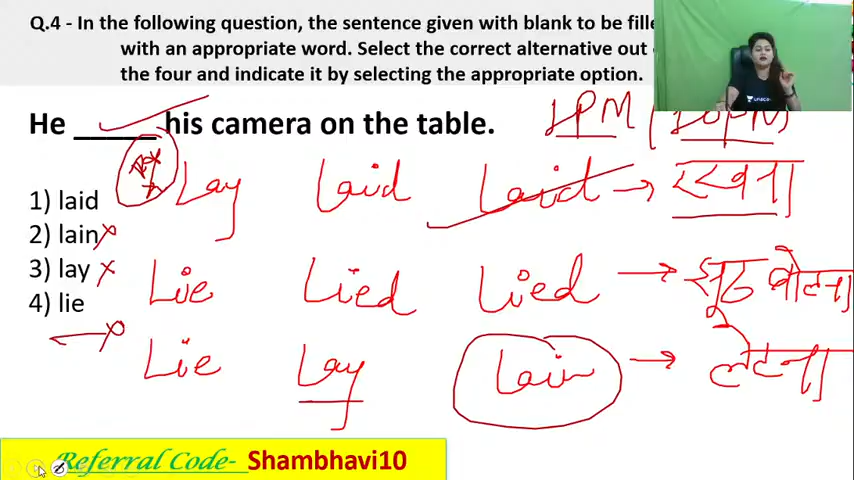 Q.4 - In the following question, the sentence given with blank to be fille
with an appropriate word. Select the correct alternative out
the four and indicate it by selecting the appropriate option.
He _____ his camera on the table.
1PM / 10PM
Lay Laid Laid → रखना
1) laid
2) lain
3) lay
4) lie
Lie Lied Lied → झूठ बोलना
Lie Lay Lain → लेटना
Referral Code- Shambhavi10